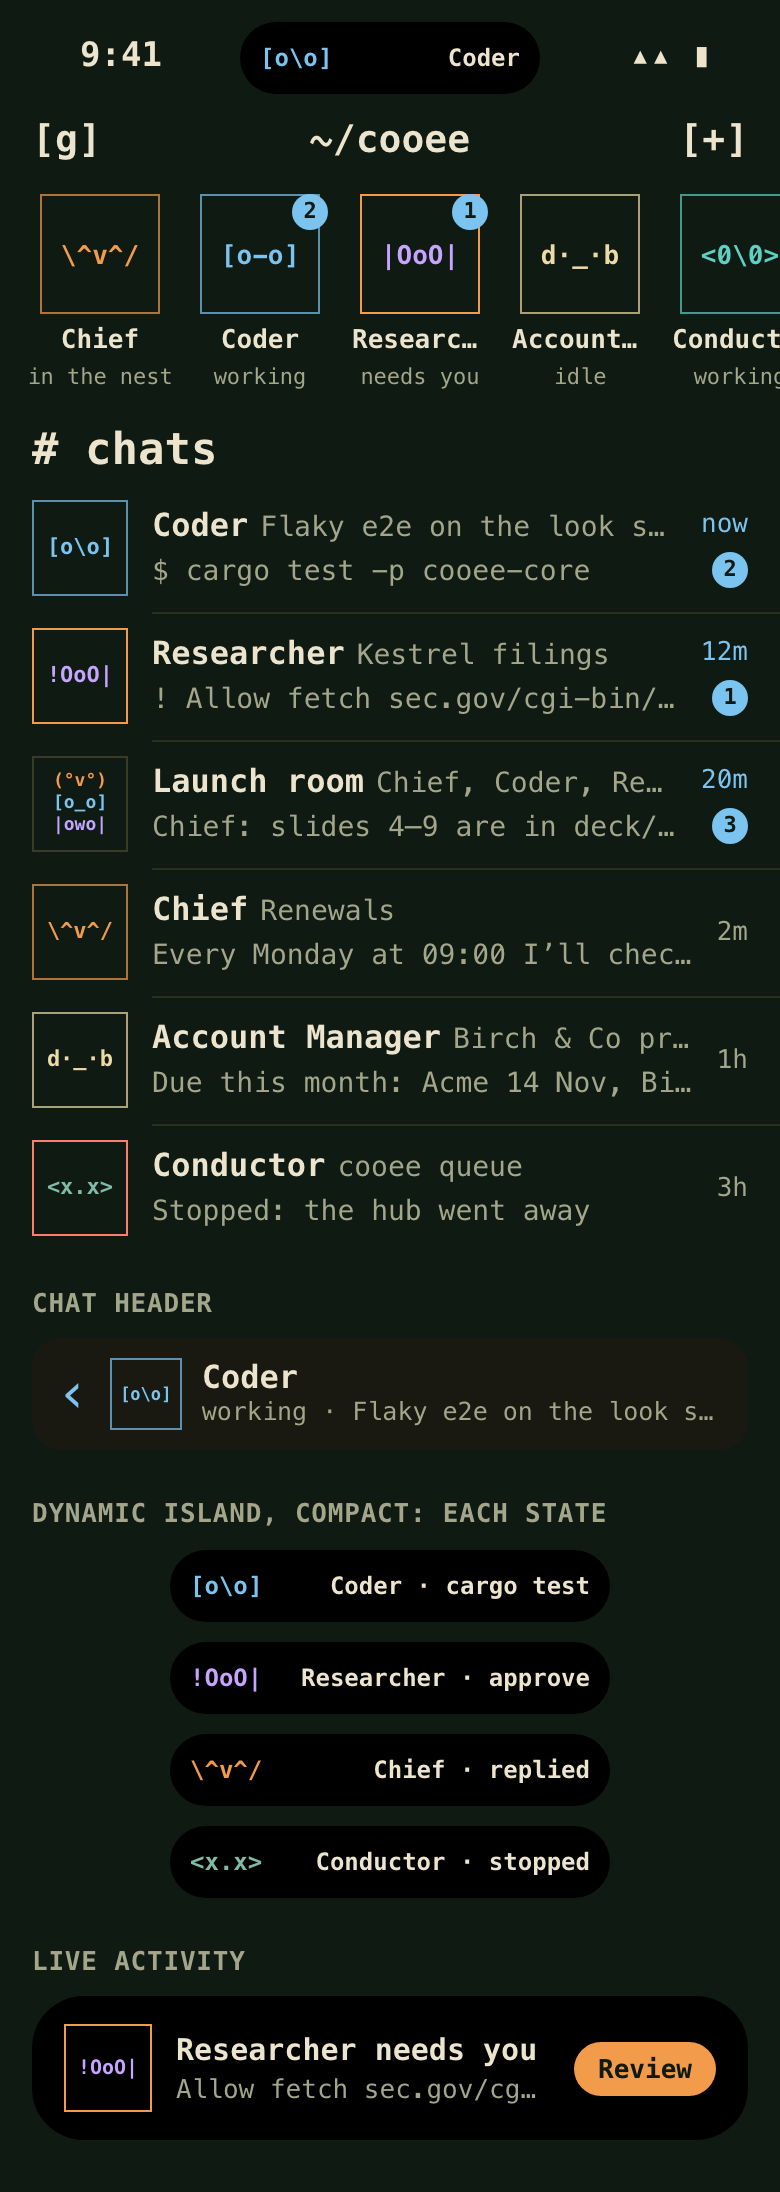 9:41 [o\o] Coder
[g] ~/cooee [+]
\^v^/ [o–o] 2 |OoO| 1 d·_·b <0\0>
Chief Coder Researc… Account… Conduct
in the nest working needs you idle working
# chats
[o\o] Coder Flaky e2e on the look s… now
$ cargo test –p cooee–core 2
!OoO| Researcher Kestrel filings 12m
! Allow fetch sec.gov/cgi–bin/… 1
(°v°)
[o_o]
|owo|
Launch room Chief, Coder, Re… 20m
Chief: slides 4–9 are in deck/… 3
\^v^/ Chief Renewals 2m
Every Monday at 09:00 I’ll chec…
d·_·b Account Manager Birch & Co pr… 1h
Due this month: Acme 14 Nov, Bi…
<x.x> Conductor cooee queue 3h
Stopped: the hub went away
CHAT HEADER
‹ [o\o] Coder
working · Flaky e2e on the look s…
DYNAMIC ISLAND, COMPACT: EACH STATE
[o\o] Coder · cargo test
!OoO| Researcher · approve
\^v^/ Chief · replied
<x.x> Conductor · stopped
LIVE ACTIVITY
!OoO| Researcher needs you
Allow fetch sec.gov/cg…
Review